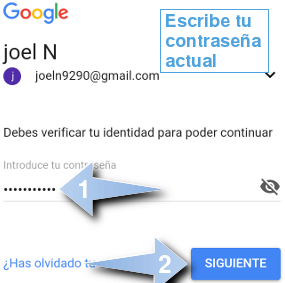 Google
Escribe tu
contraseña
actual
joel N
j joeln9290@gmail.com
Debes verificar tu identidad para poder continuar
Introduce tu contraseña
••••••••••• 1
¿Has olvidado tu 2 SIGUIENTE